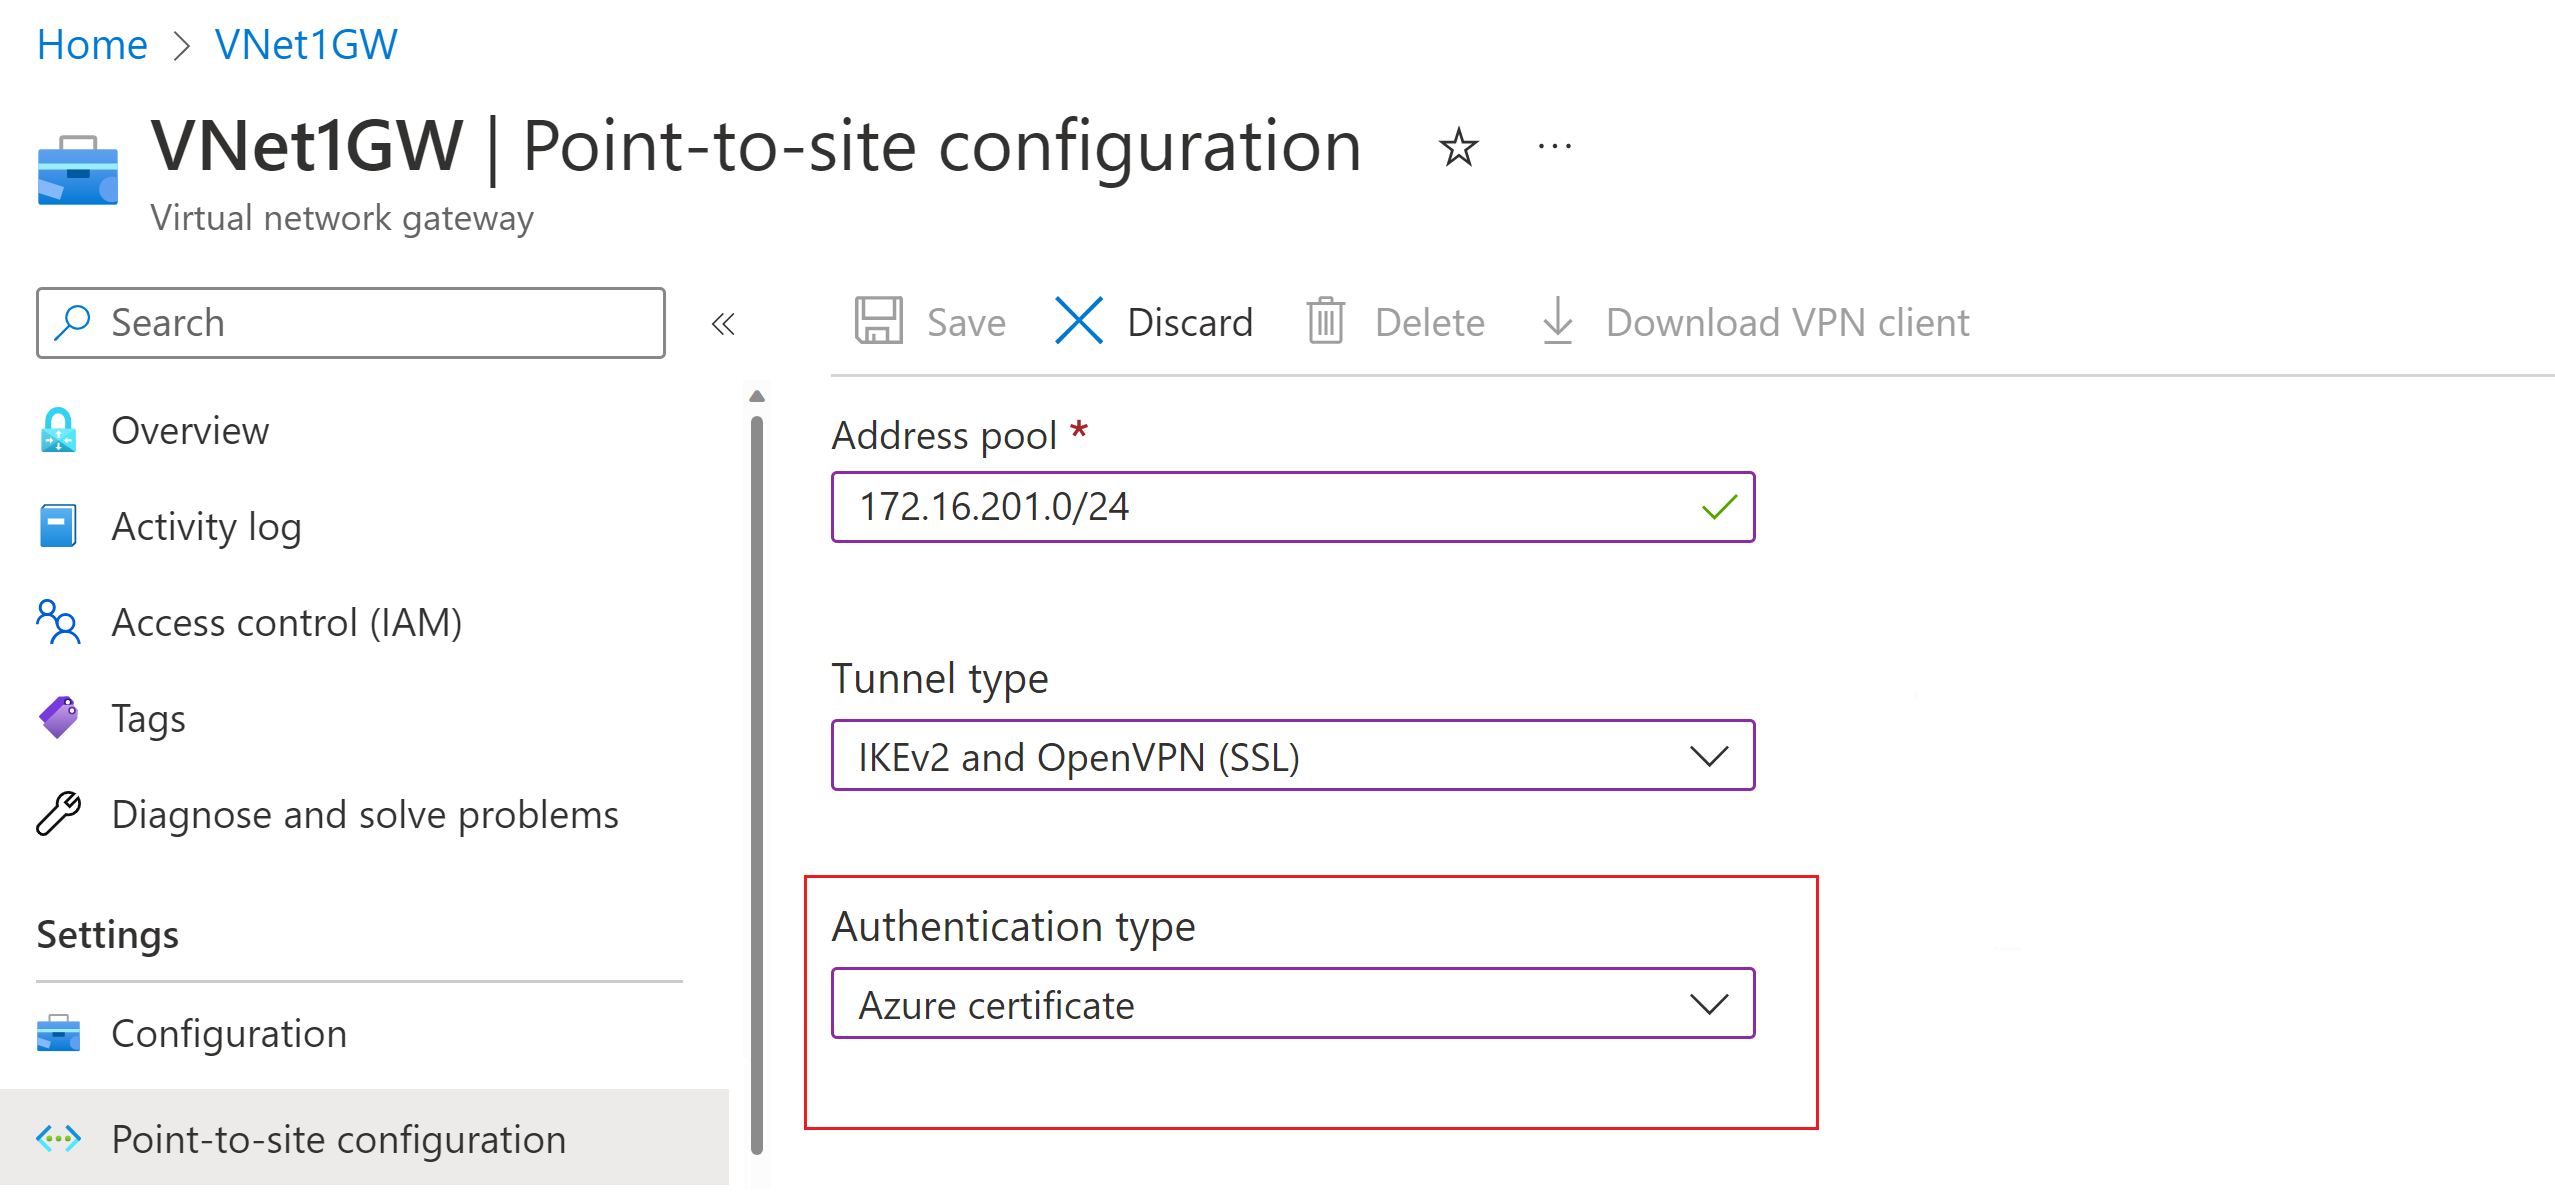 Home > VNet1GW
VNet1GW | Point-to-site configuration
Virtual network gateway
Search
Save
Discard
Delete
Download VPN client
Overview
Activity log
Access control (IAM)
Tags
Diagnose and solve problems
Settings
Configuration
Point-to-site configuration
Address pool *
172.16.201.0/24
Tunnel type
IKEv2 and OpenVPN (SSL)
Authentication type
Azure certificate